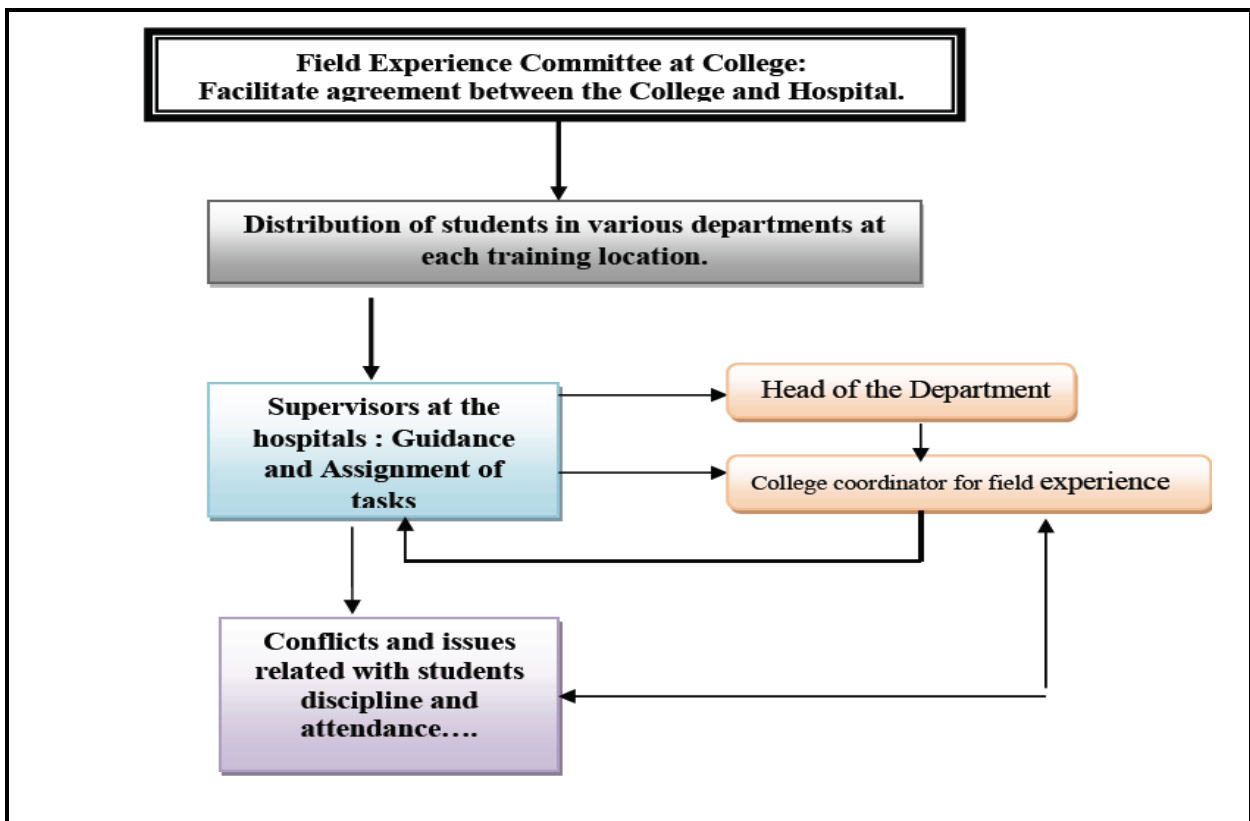 Field Experience Committee at College:
Facilitate agreement between the College and Hospital.
Distribution of students in various departments at
each training location.
Supervisors at the
hospitals : Guidance
and Assignment of
tasks
Head of the Department
College coordinator for field experience
Conflicts and issues
related with students
discipline and
attendance….